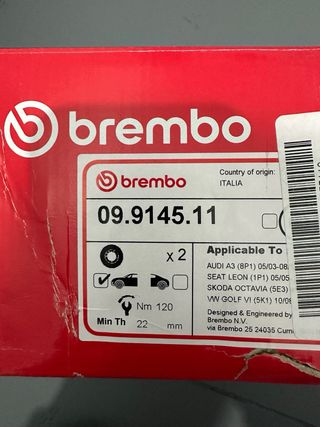 brembo
brembo
Country of origin:
ITALIA
09.9145.11
x 2
Applicable To
AUDI A3 (8P1) 05/03-08
SEAT LEON (1P1) 05/05
SKODA OCTAVIA (5E3)
VW GOLF VI (5K1) 10/08
Nm 120
Min Th 22 mm
Designed & Engineered by
Brembo N.V.
via Brembo 25 24035 Curn